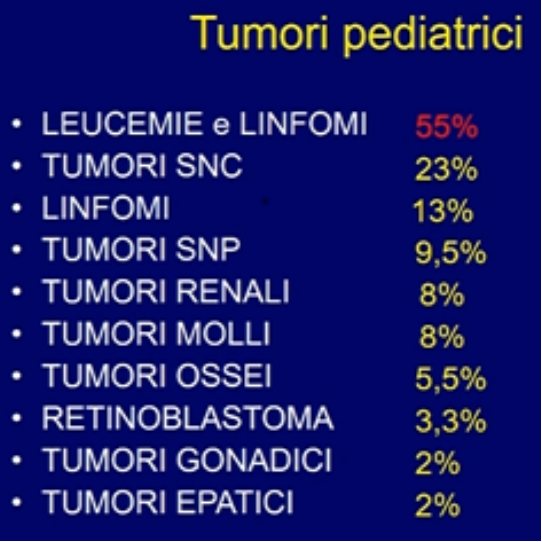 Tumori pediatrici
• LEUCEMIE e LINFOMI 55%
• TUMORI SNC 23%
• LINFOMI 13%
• TUMORI SNP 9,5%
• TUMORI RENALI 8%
• TUMORI MOLLI 8%
• TUMORI OSSEI 5,5%
• RETINOBLASTOMA 3,3%
• TUMORI GONADICI 2%
• TUMORI EPATICI 2%